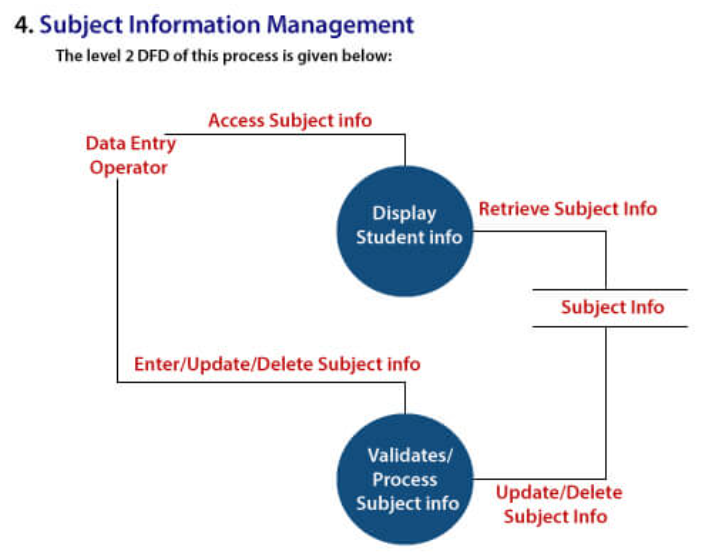 4. Subject Information Management
The level 2 DFD of this process is given below:
Access Subject info
Data Entry
Operator
Display
Student info
Retrieve Subject Info
Subject Info
Enter/Update/Delete Subject info
Validates/
Process
Subject info
Update/Delete
Subject Info